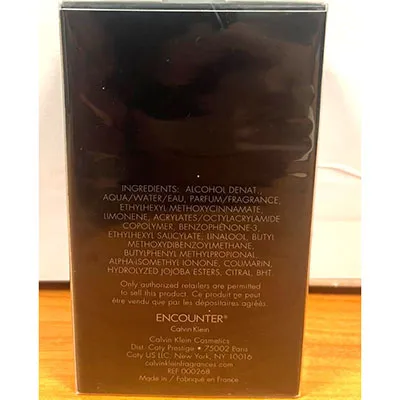 INGREDIENTS: ALCOHOL DENAT.,
AQUA/WATER/EAU, PARFUM/FRAGRANCE,
ETHYLHEXYL METHOXYCINNAMATE,
LIMONENE, ACRYLATES/OCTYLACRYLAMIDE
COPOLYMER, BENZOPHENONE-3,
ETHYLHEXYL SALICYLATE, LINALOOL, BUTYL
METHOXYDIBENZOYLMETHANE,
BUTYLPHENYL METHYLPROPIONAL,
ALPHA-ISOMETHYL IONONE, COUMARIN,
HYDROLYZED JOJOBA ESTERS, CITRAL, BHT.
Only authorized retailers are permitted
to sell this product. Ce produit ne peut
être vendu que par les dépositaires agréés.
ENCOUNTER®
Calvin Klein
Calvin Klein Cosmetics
Dist. Coty Prestige • 75002 Paris
Coty US LLC. New York, NY 10016
calvinkleinfragrances.com
REF 000268
Made in / Fabriqué en France